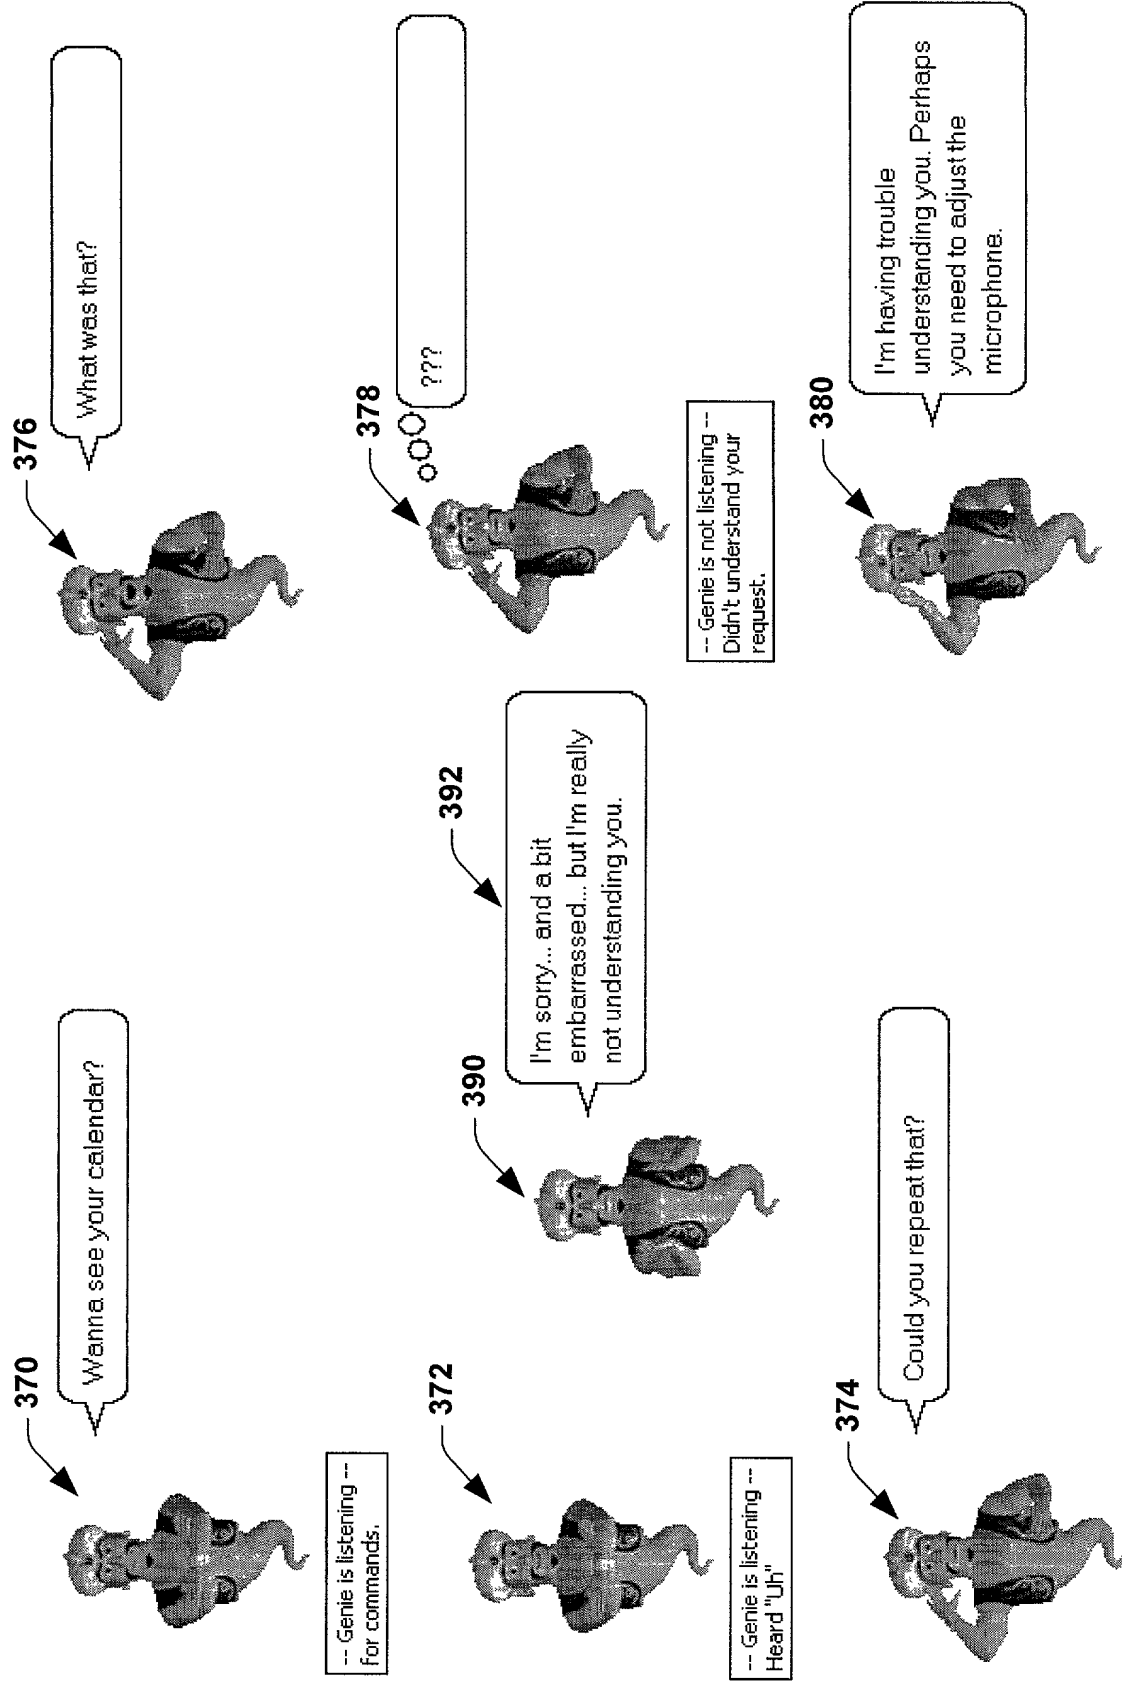 370
Wanna see your calendar?
-- Genie is listening --
for commands.
372
-- Genie is listening --
Heard "Uh"
374
Could you repeat that?
390
392
I'm sorry... and a bit
embarrassed... but I'm really
not understanding you.
376
What was that?
378
???
-- Genie is not listening --
Didn't understand your
request.
380
I'm having trouble
understanding you. Perhaps
you need to adjust the
microphone.